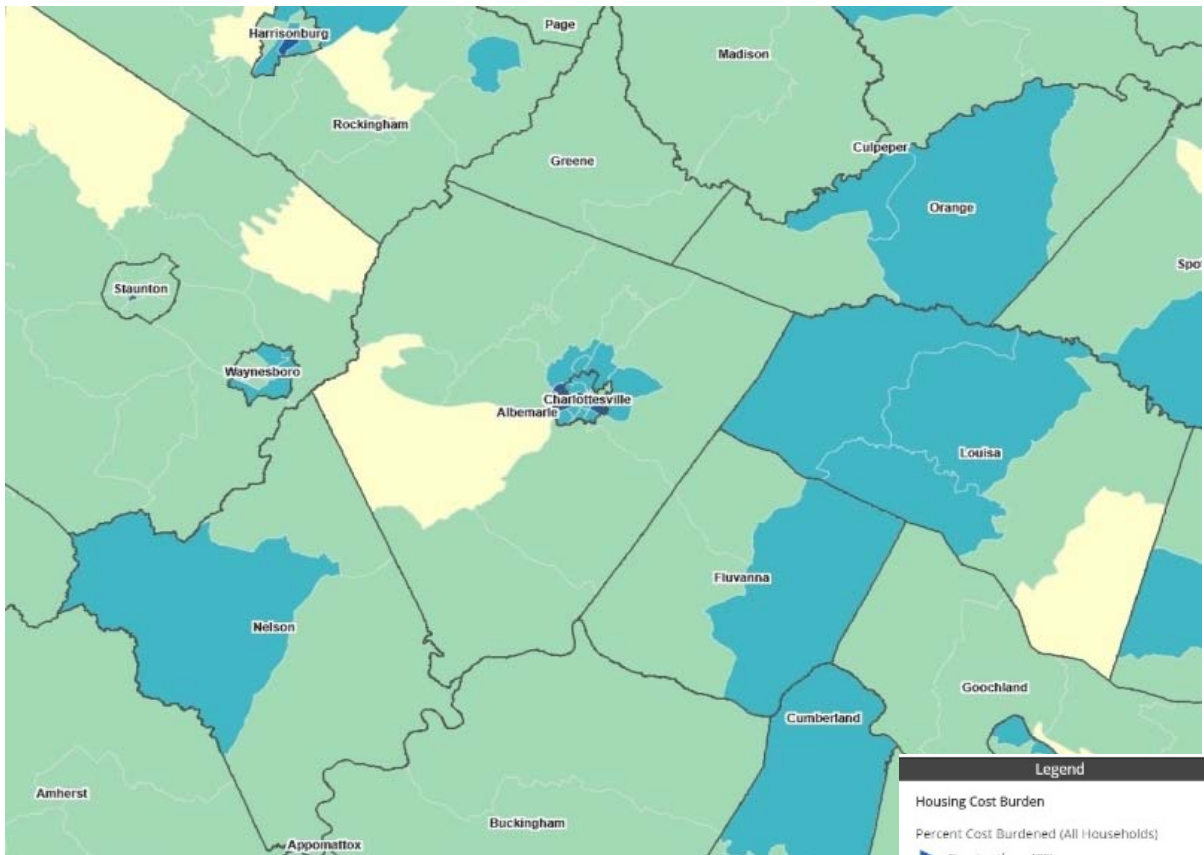 Page
Harrisonburg
Madison
Rockingham
Culpeper
Greene
Orange
Staunton
Waynesboro
Charlottesville
Albemarle
Louisa
Fluvanna
Nelson
Goochland
Cumberland
Legend
Amherst
Housing Cost Burden
Buckingham
Percent Cost Burdened (All Households)
Appomattox